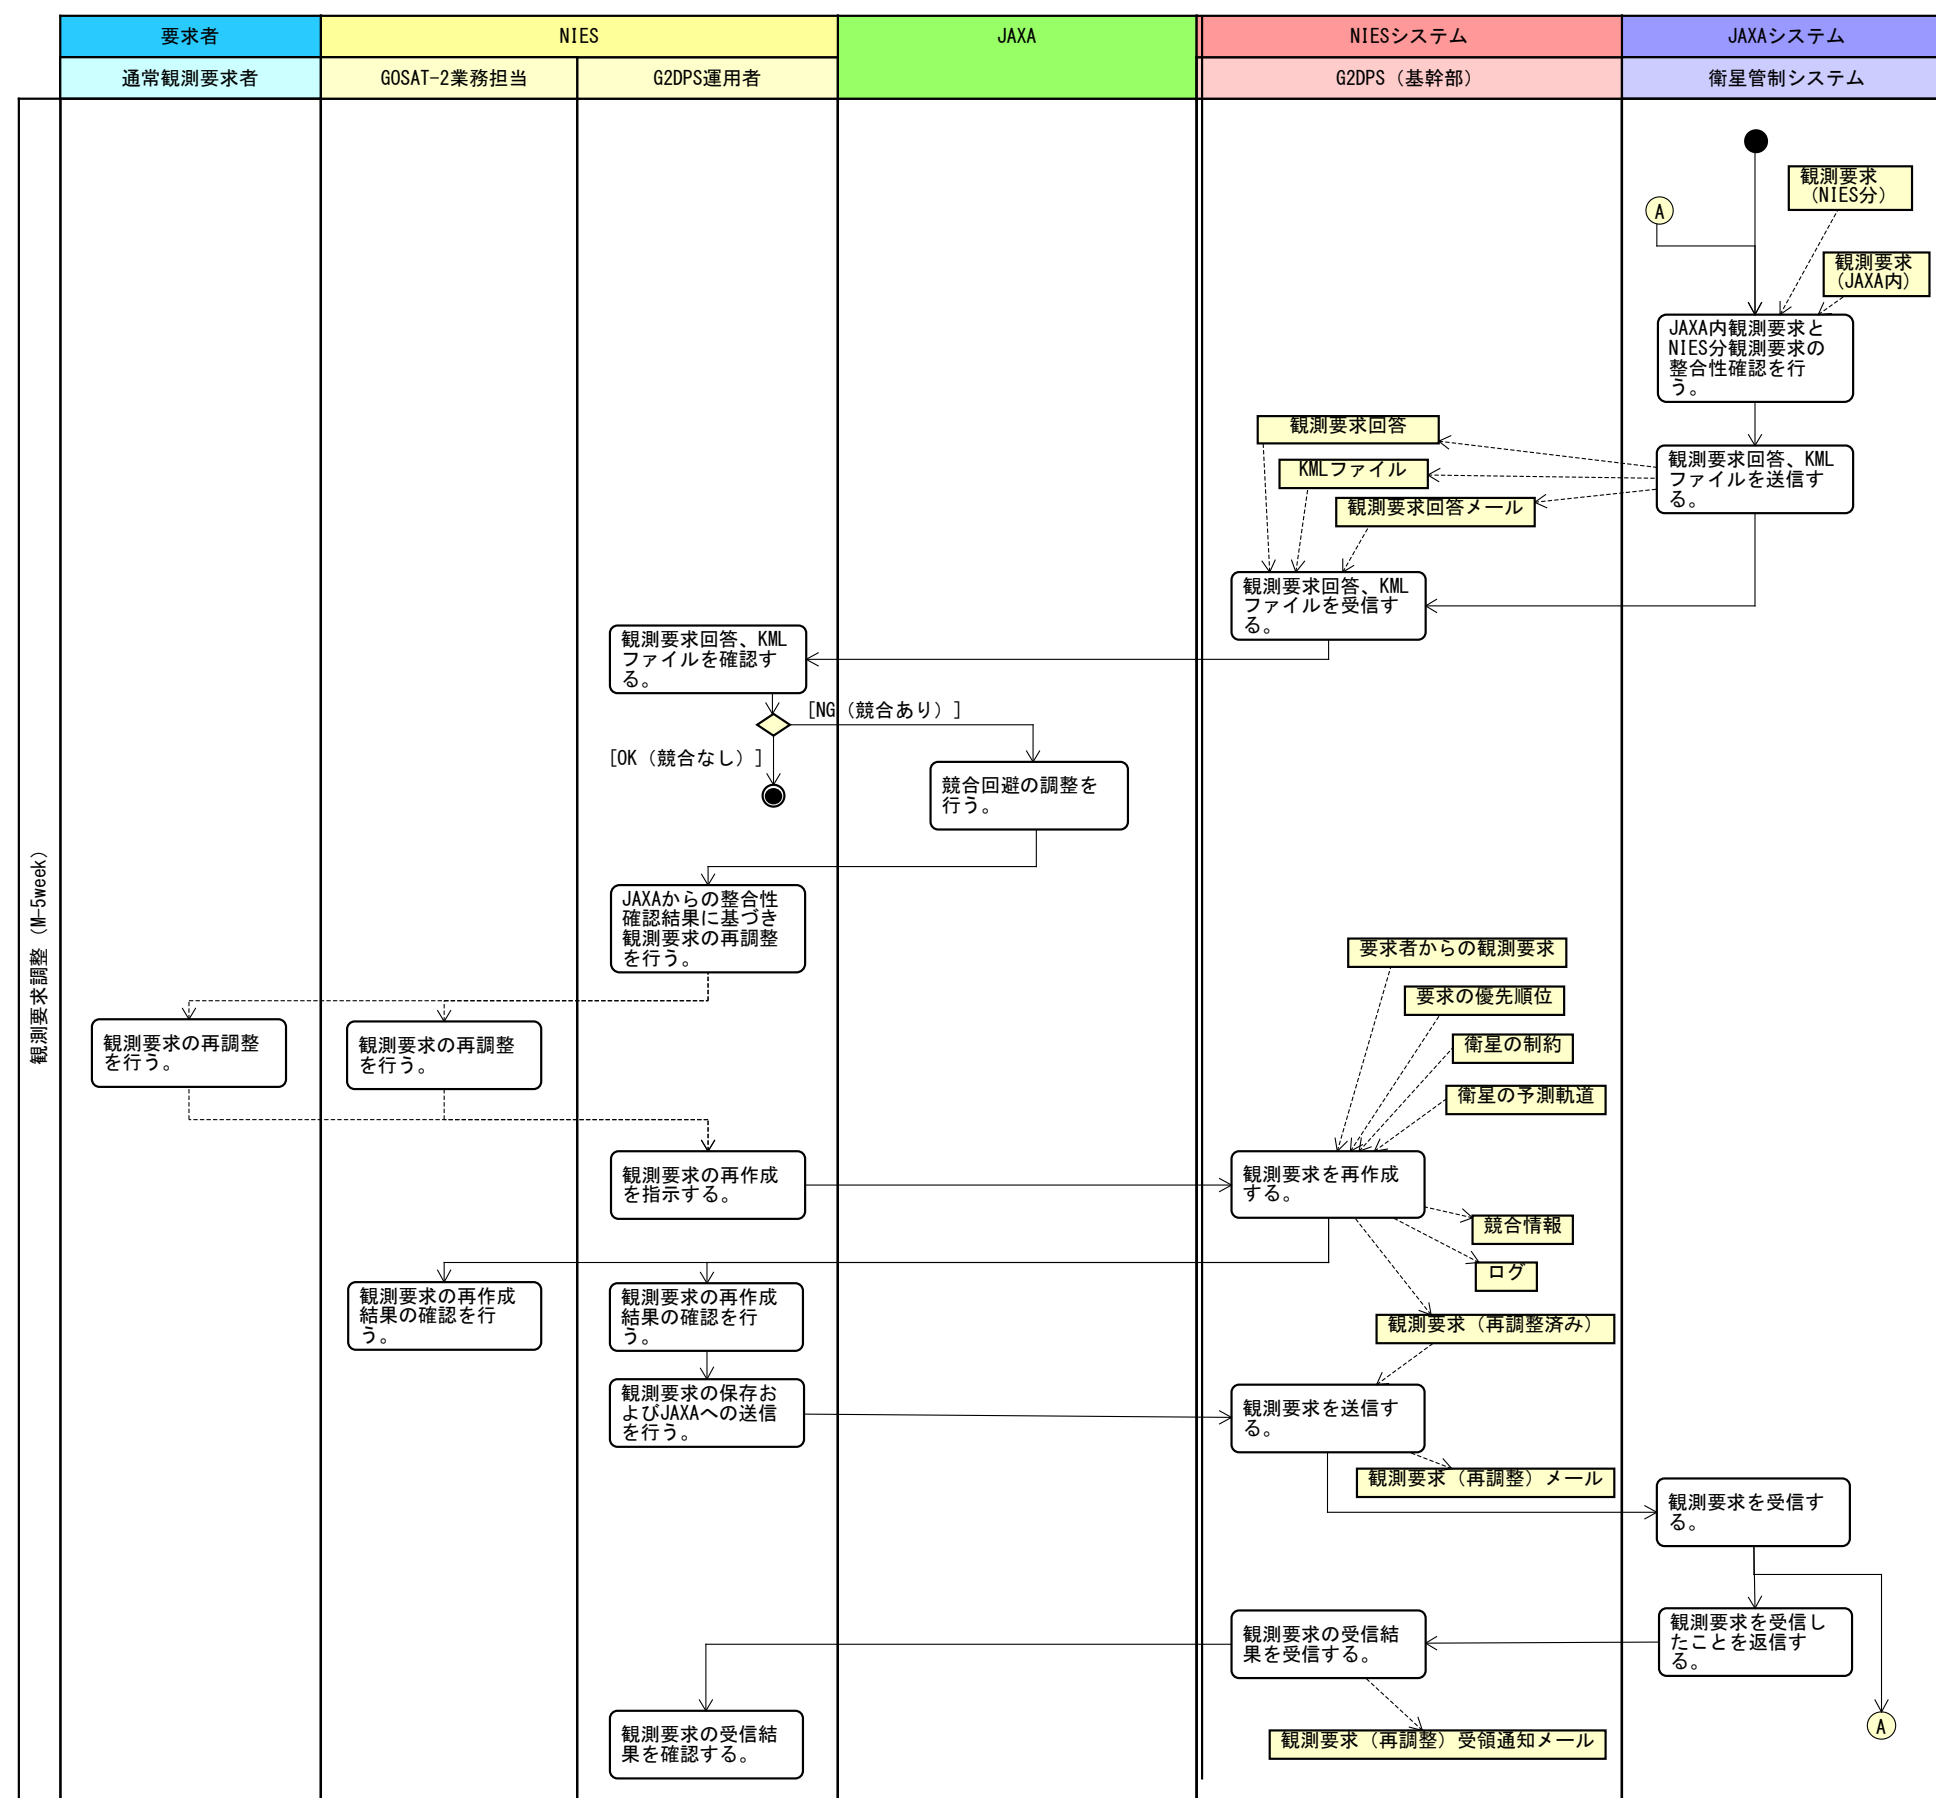 要求者
NIES
JAXA
NIESシステム
JAXAシステム
通常観測要求者
GOSAT-2業務担当
G2DPS運用者
G2DPS（基幹部）
衛星管制システム
観測要求調整（M-5week）
観測要求
（NIES分）
A
観測要求
（JAXA内）
JAXA内観測要求と
NIES分観測要求の
整合性確認を行
う。
観測要求回答
KMLファイル
観測要求回答メール
観測要求回答、KML
ファイルを送信す
る。
観測要求回答、KML
ファイルを受信す
る。
観測要求回答、KML
ファイルを確認す
る。
[NG（競合あり）]
[OK（競合なし）]
競合回避の調整を
行う。
JAXAからの整合性
確認結果に基づき
観測要求の再調整
を行う。
要求者からの観測要求
要求の優先順位
衛星の制約
衛星の予測軌道
観測要求の再調整
を行う。
観測要求の再調整
を行う。
観測要求の再作成
を指示する。
観測要求を再作成
する。
競合情報
ログ
観測要求（再調整済み）
観測要求の再作成
結果の確認を行
う。
観測要求の再作成
結果の確認を行
う。
観測要求の保存お
よびJAXAへの送信
を行う。
観測要求を送信す
る。
観測要求（再調整）メール
観測要求を受信す
る。
観測要求を受信し
たことを返信す
る。
観測要求の受信結
果を受信する。
観測要求の受信結
果を確認する。
観測要求（再調整）受領通知メール
A